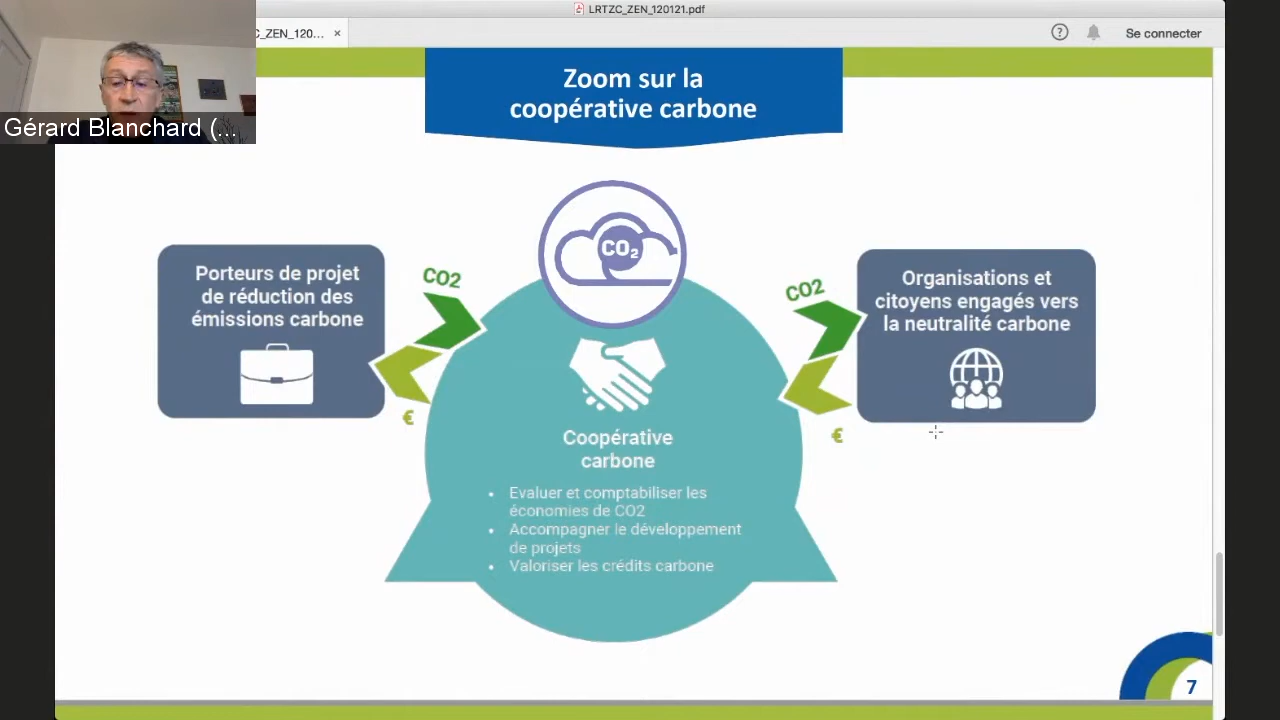 LRTZC_ZEN_120121.pdf
C_ZEN_120... ×
? Se connecter
Gérard Blanchard (...
Zoom sur la
coopérative carbone
CO₂
Porteurs de projet
de réduction des
émissions carbone
CO2
€
CO2
€
Organisations et
citoyens engagés vers
la neutralité carbone
Coopérative
carbone
• Evaluer et comptabiliser les
économies de CO2
• Accompagner le développement
de projets
• Valoriser les crédits carbone
7